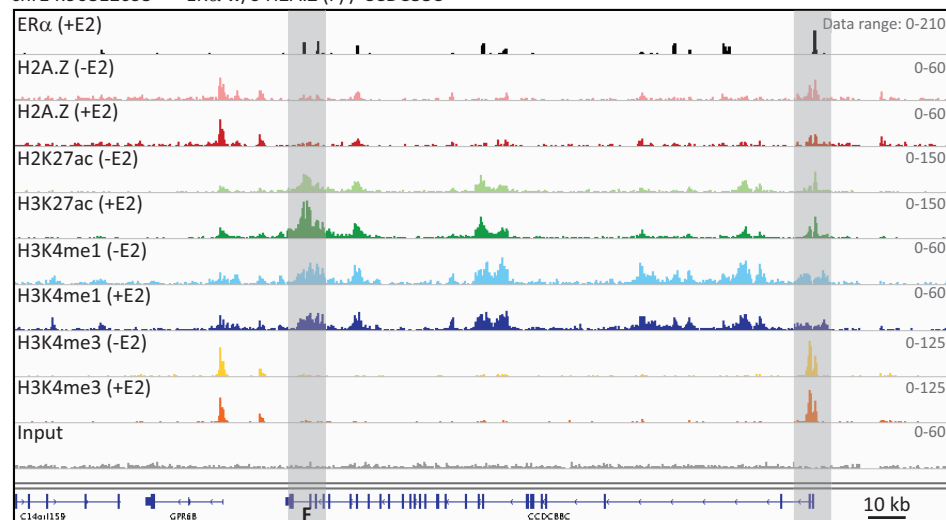 ERα (+E2) Data range: 0-210
H2A.Z (-E2) 0-60
H2A.Z (+E2) 0-60
H2K27ac (-E2) 0-150
H3K27ac (+E2) 0-150
H3K4me1 (-E2) 0-60
H3K4me1 (+E2) 0-60
H3K4me3 (-E2) 0-125
H3K4me3 (+E2) 0-125
Input 0-60
C14orf159 GPR68 F CCDC88C 10 kb